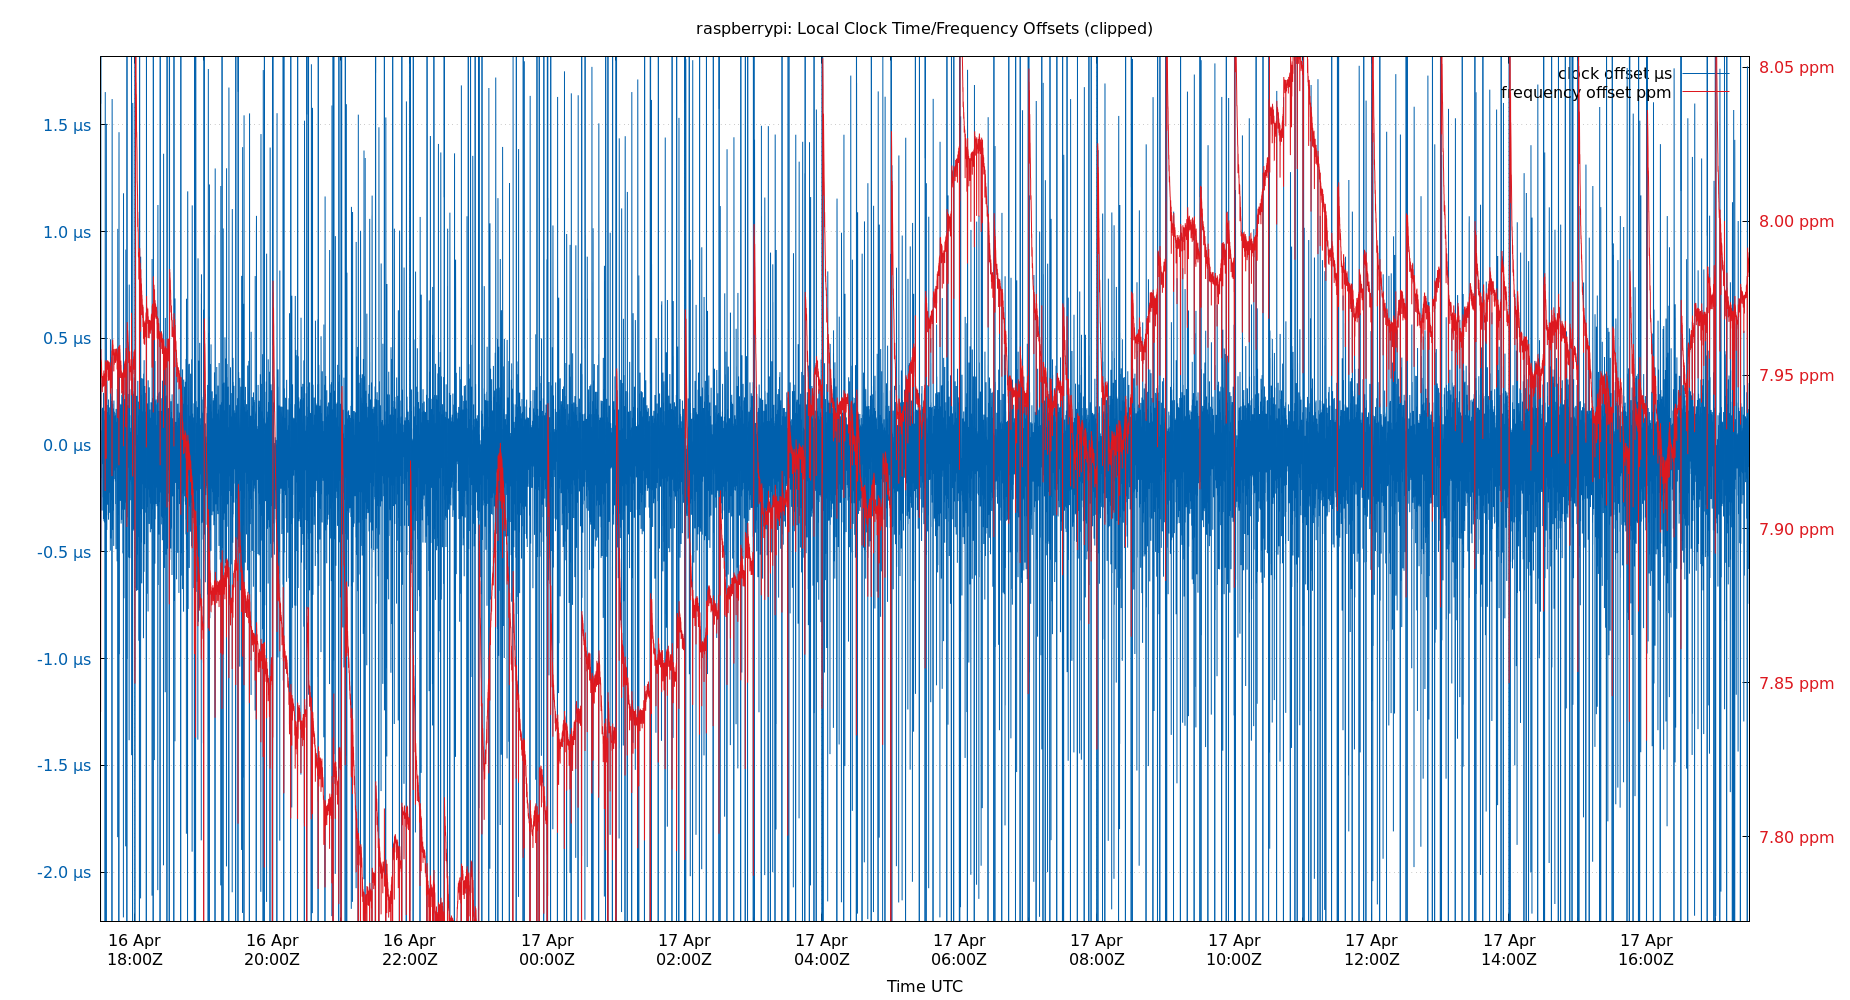 raspberrypi: Local Clock Time/Frequency Offsets (clipped)
clock offset µs
frequency offset ppm
1.5 µs
1.0 µs
0.5 µs
0.0 µs
-0.5 µs
-1.0 µs
-1.5 µs
-2.0 µs
8.05 ppm
8.00 ppm
7.95 ppm
7.90 ppm
7.85 ppm
7.80 ppm
16 Apr
18:00Z
16 Apr
20:00Z
16 Apr
22:00Z
17 Apr
00:00Z
17 Apr
02:00Z
17 Apr
04:00Z
17 Apr
06:00Z
17 Apr
08:00Z
17 Apr
10:00Z
17 Apr
12:00Z
17 Apr
14:00Z
17 Apr
16:00Z
Time UTC